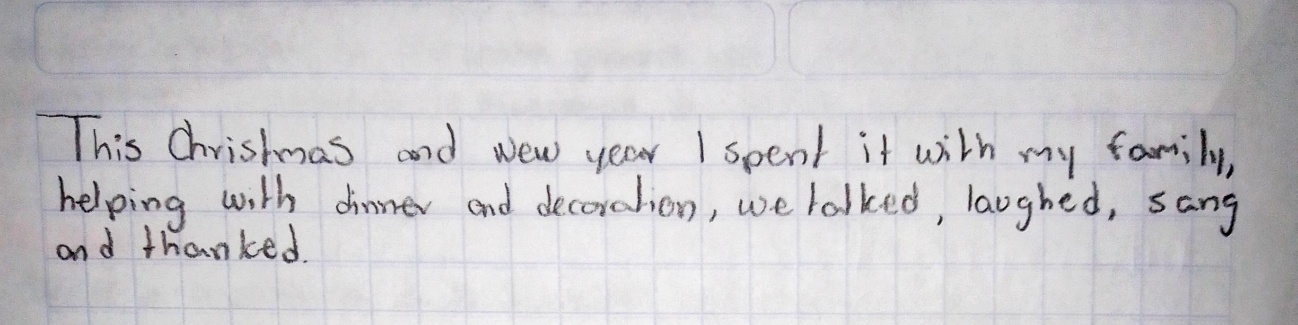 This Christmas and New year I spent it with my family,
helping with dinner and decoration, we talked, laughed, sang
and thanked.